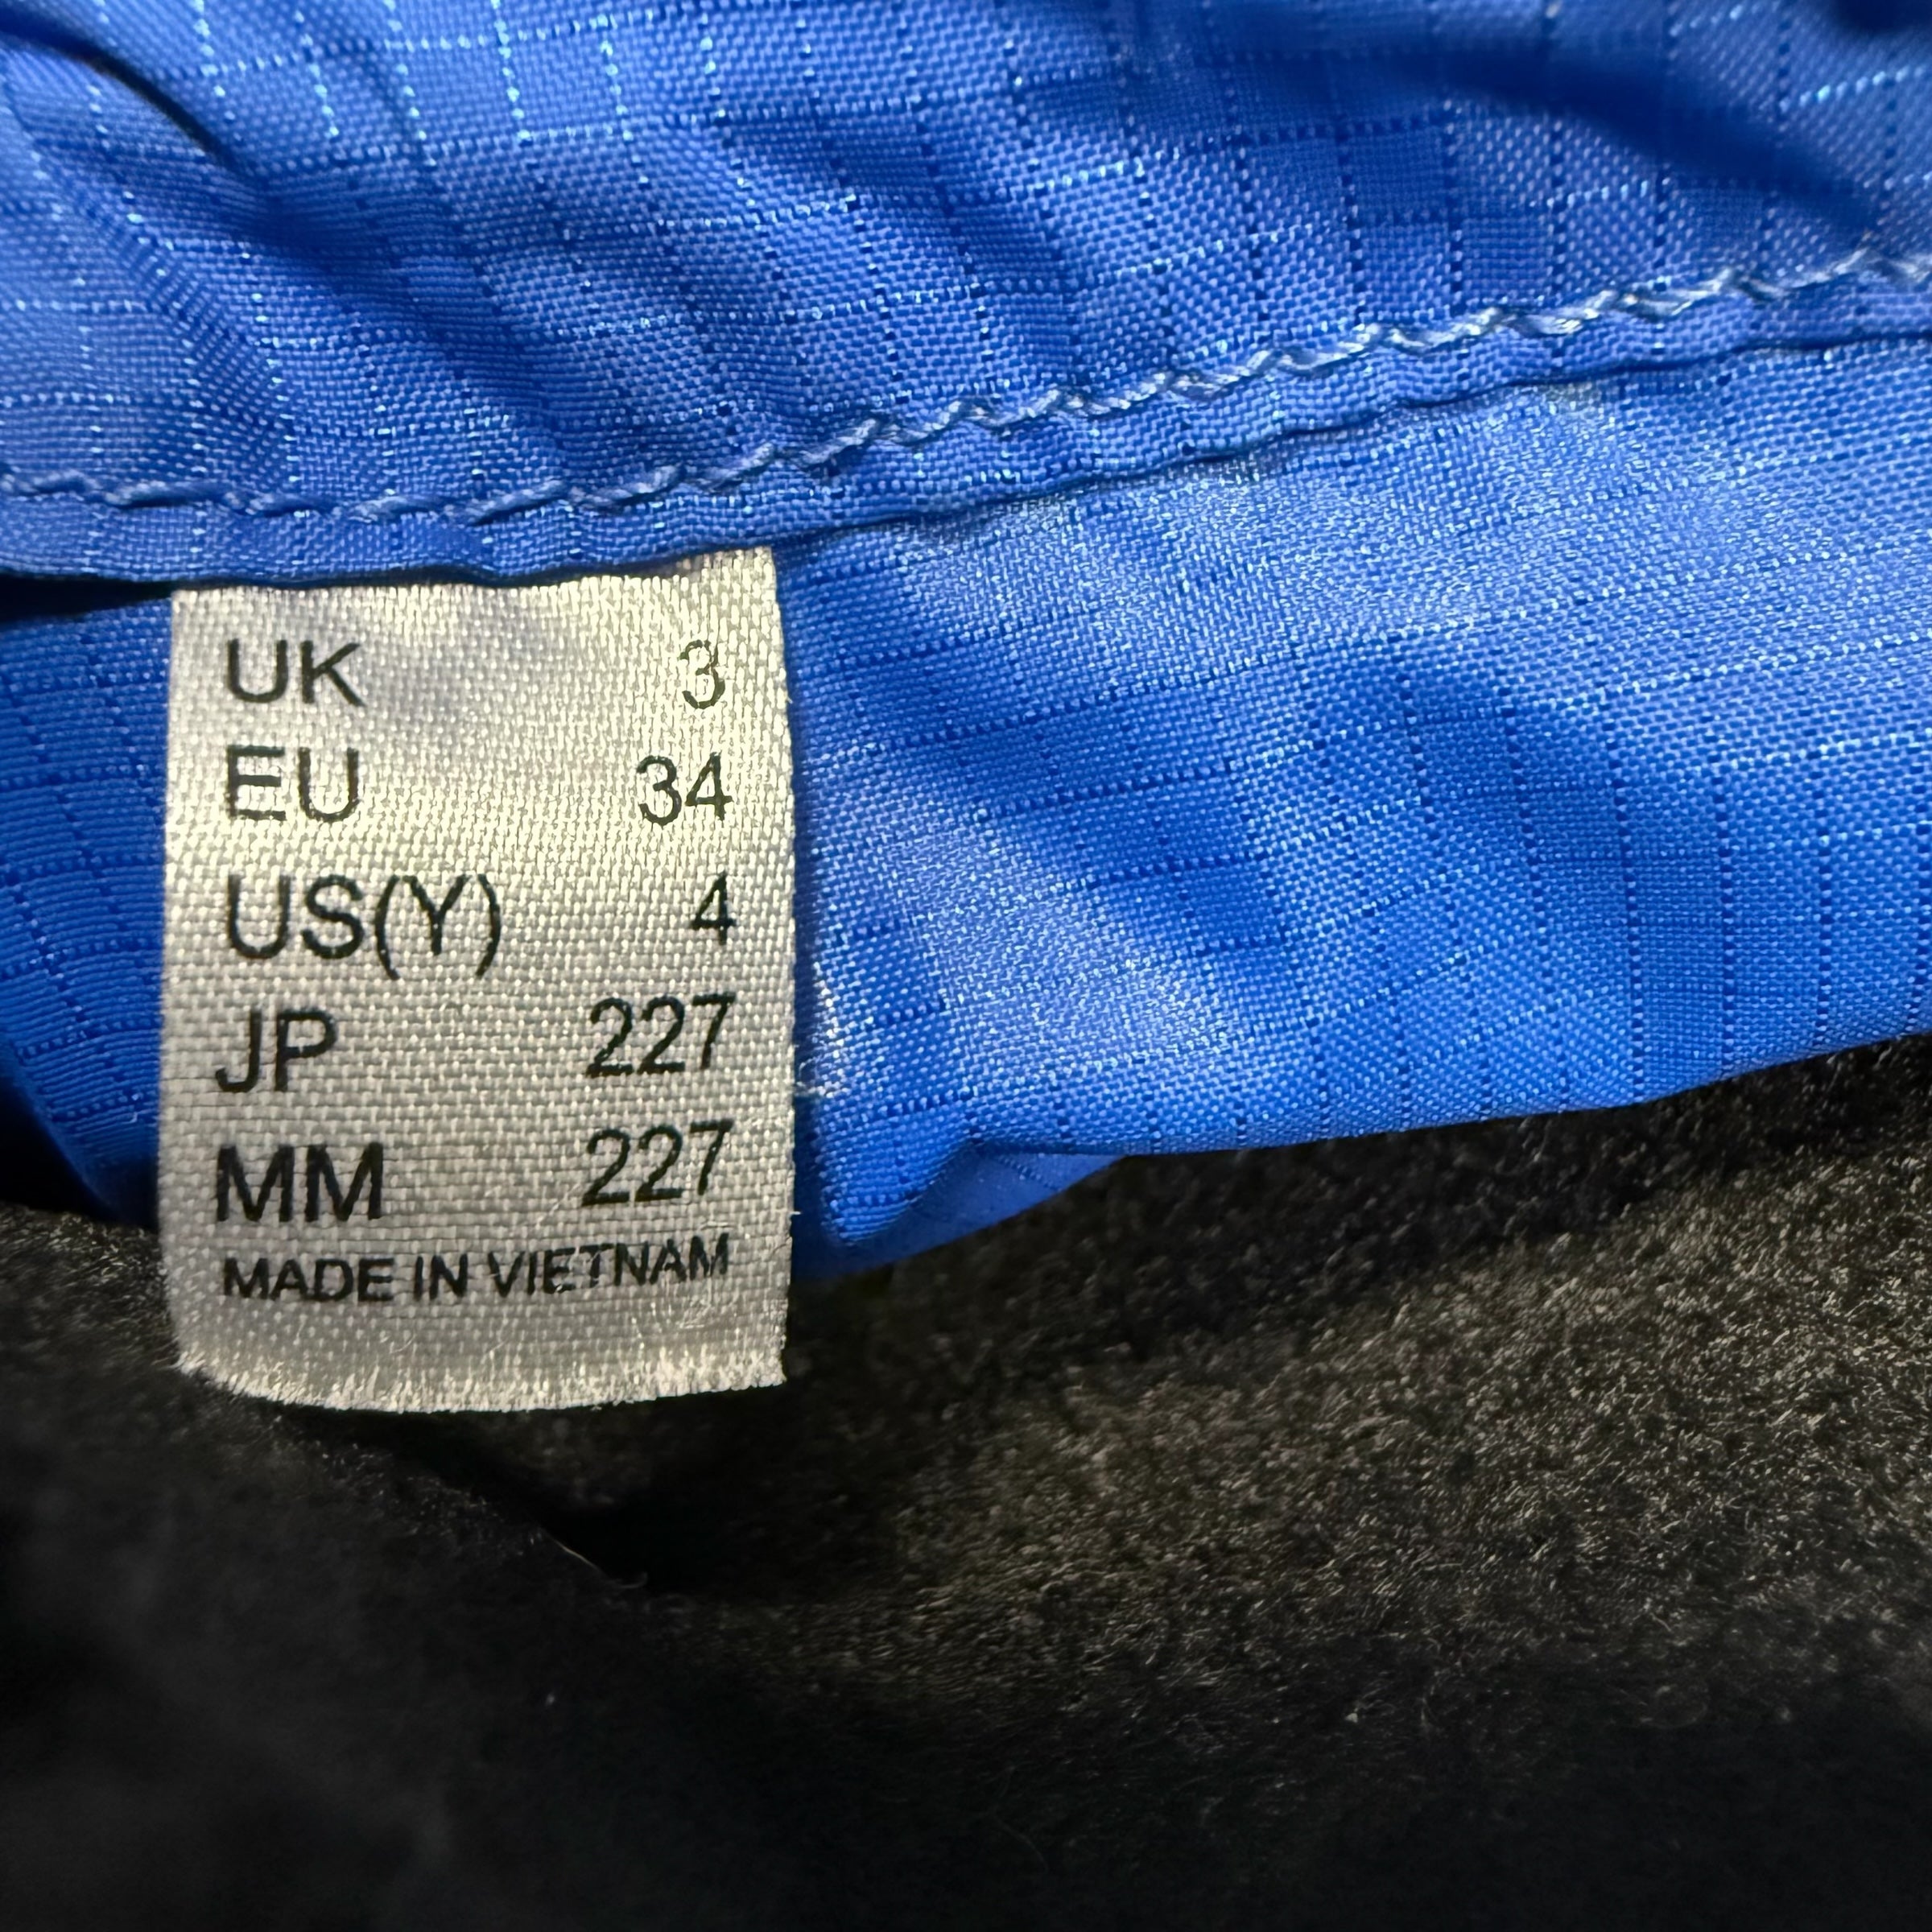 UK 3
EU 34
US(Y) 4
JP 227
MM 227
MADE IN VIETNAM